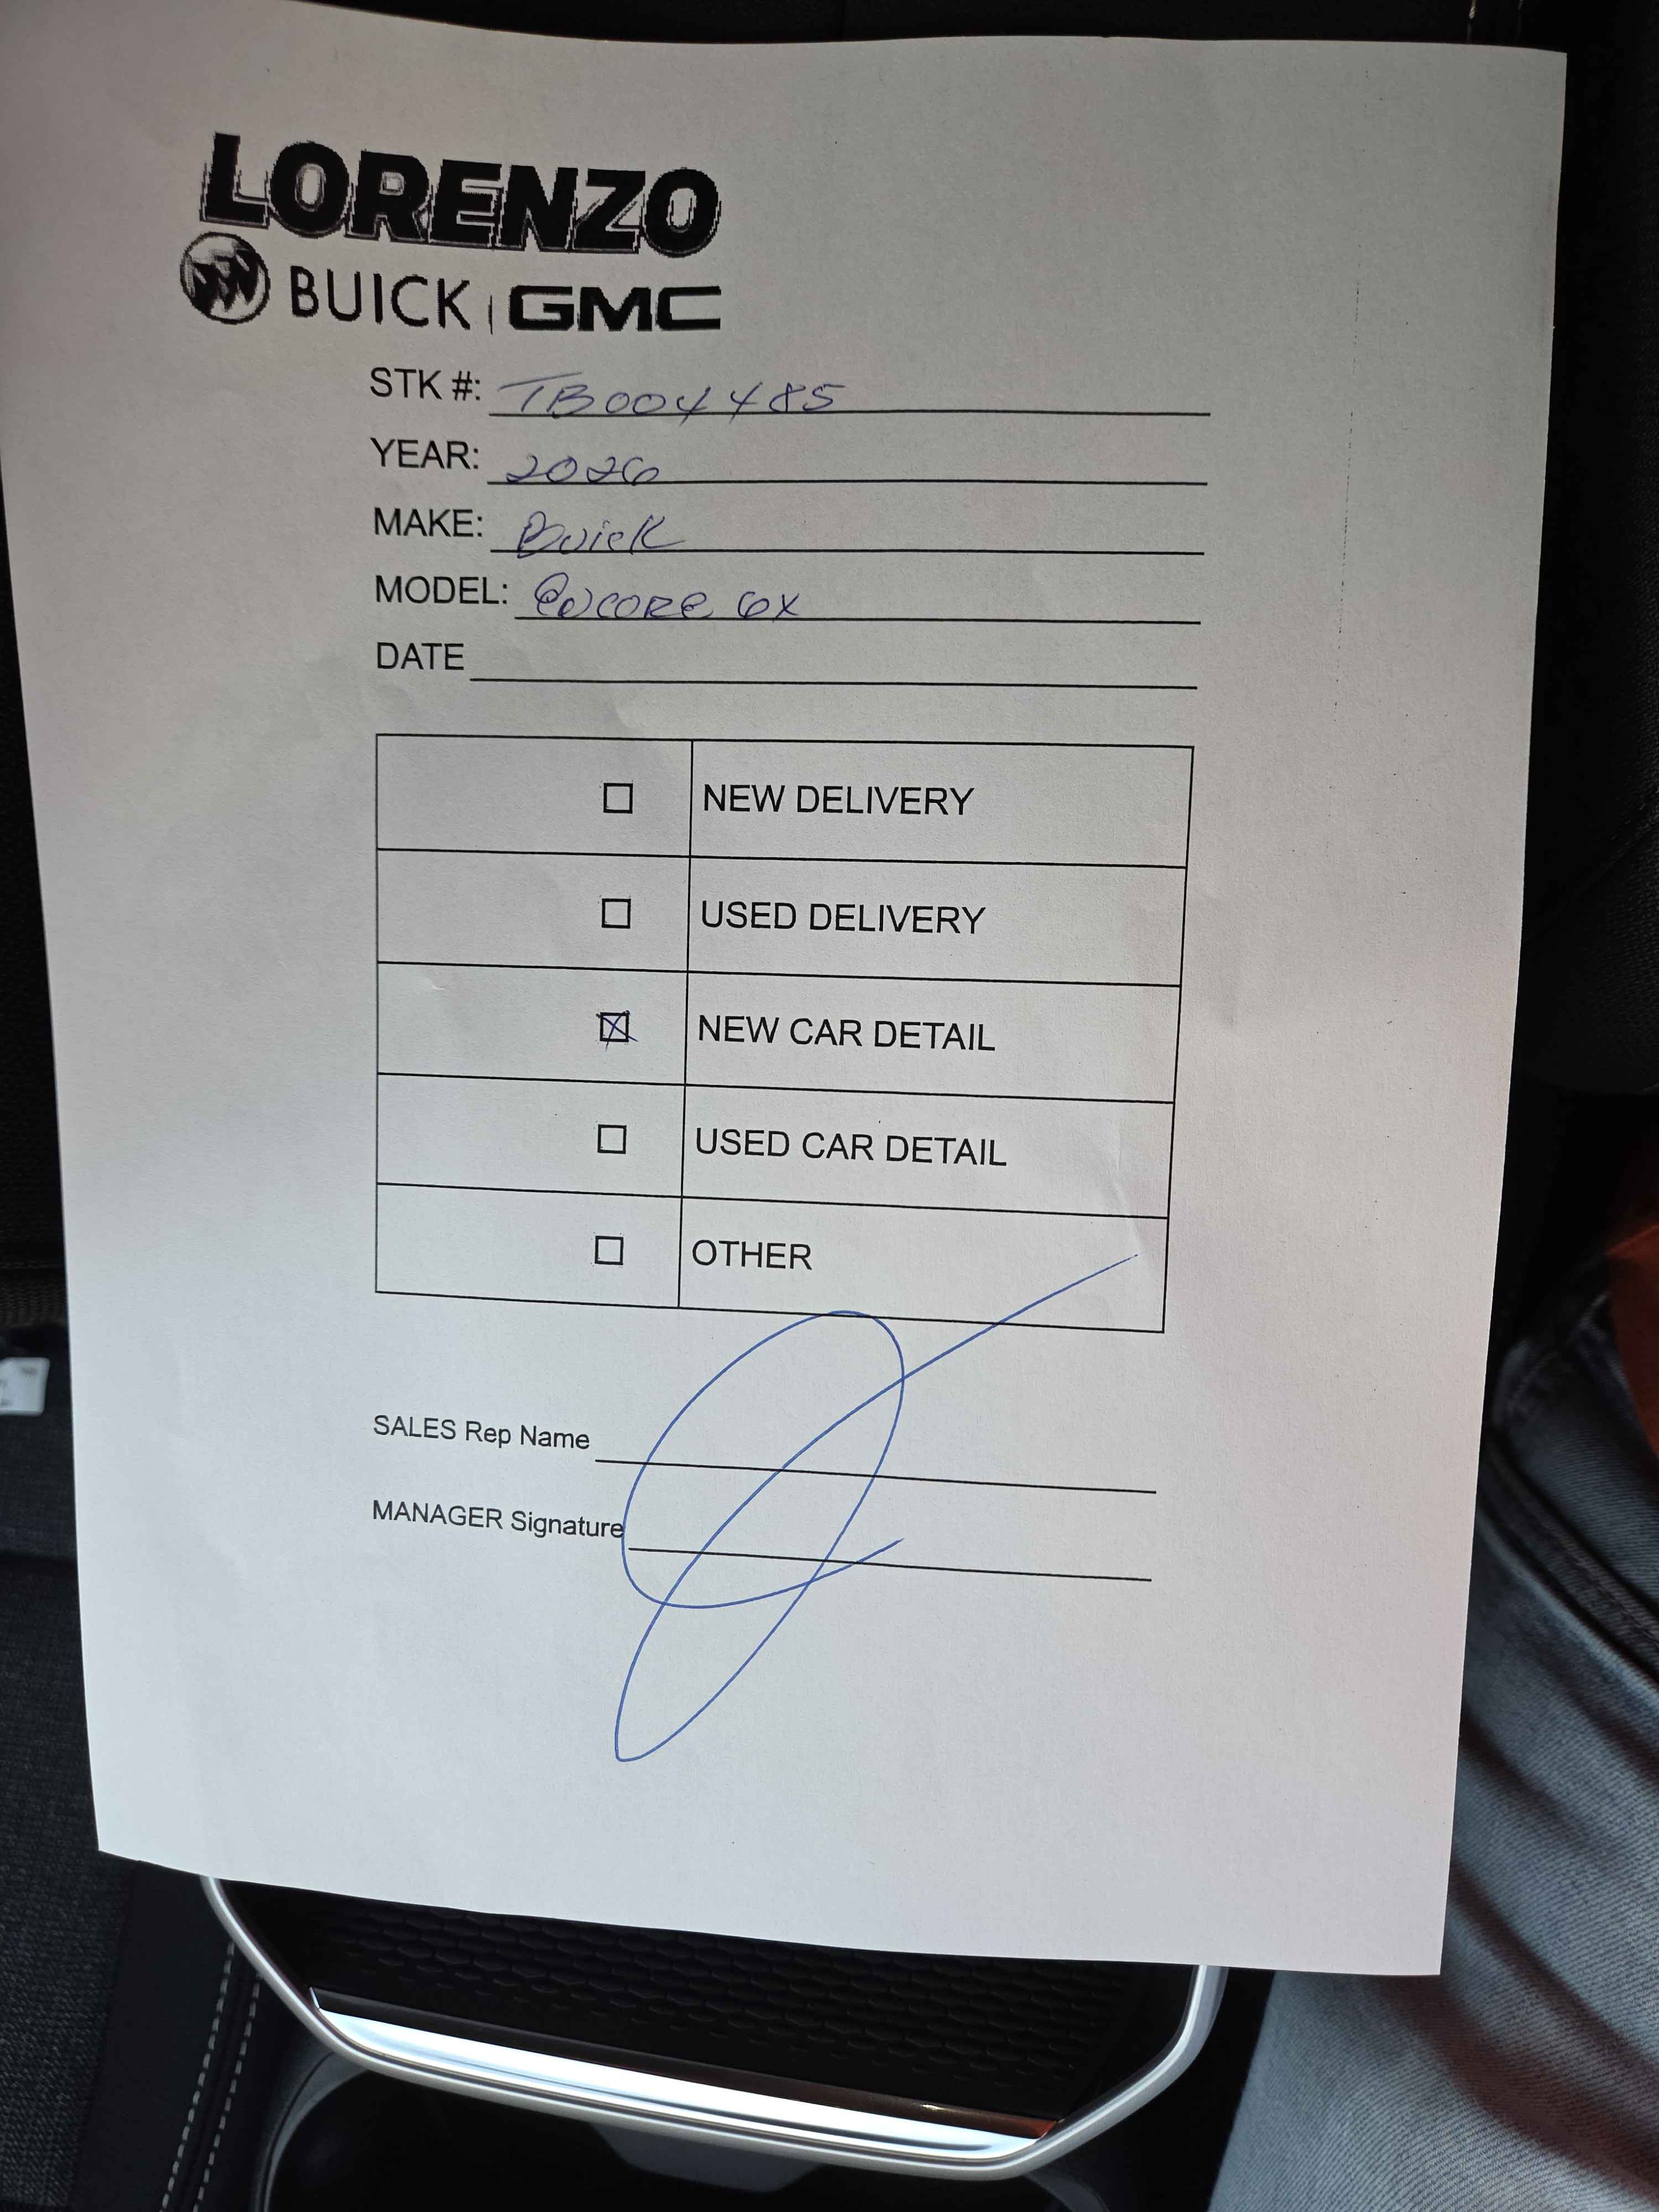 LORENZO
BUICK | GMC
STK #: TB004485
YEAR: 2026
MAKE: Buick
MODEL: Encore GX
DATE
☐ NEW DELIVERY
☐ USED DELIVERY
☒ NEW CAR DETAIL
☐ USED CAR DETAIL
☐ OTHER
SALES Rep Name
MANAGER Signature